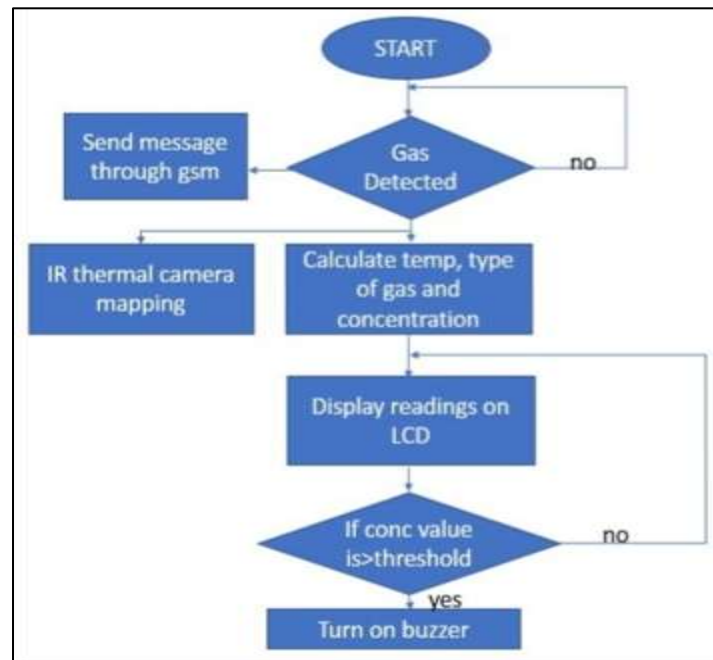 START
Send message
through gsm
Gas
Detected
no
IR thermal camera
mapping
Calculate temp, type
of gas and
concentration
Display readings on
LCD
If conc value
is>threshold
no
yes
Turn on buzzer